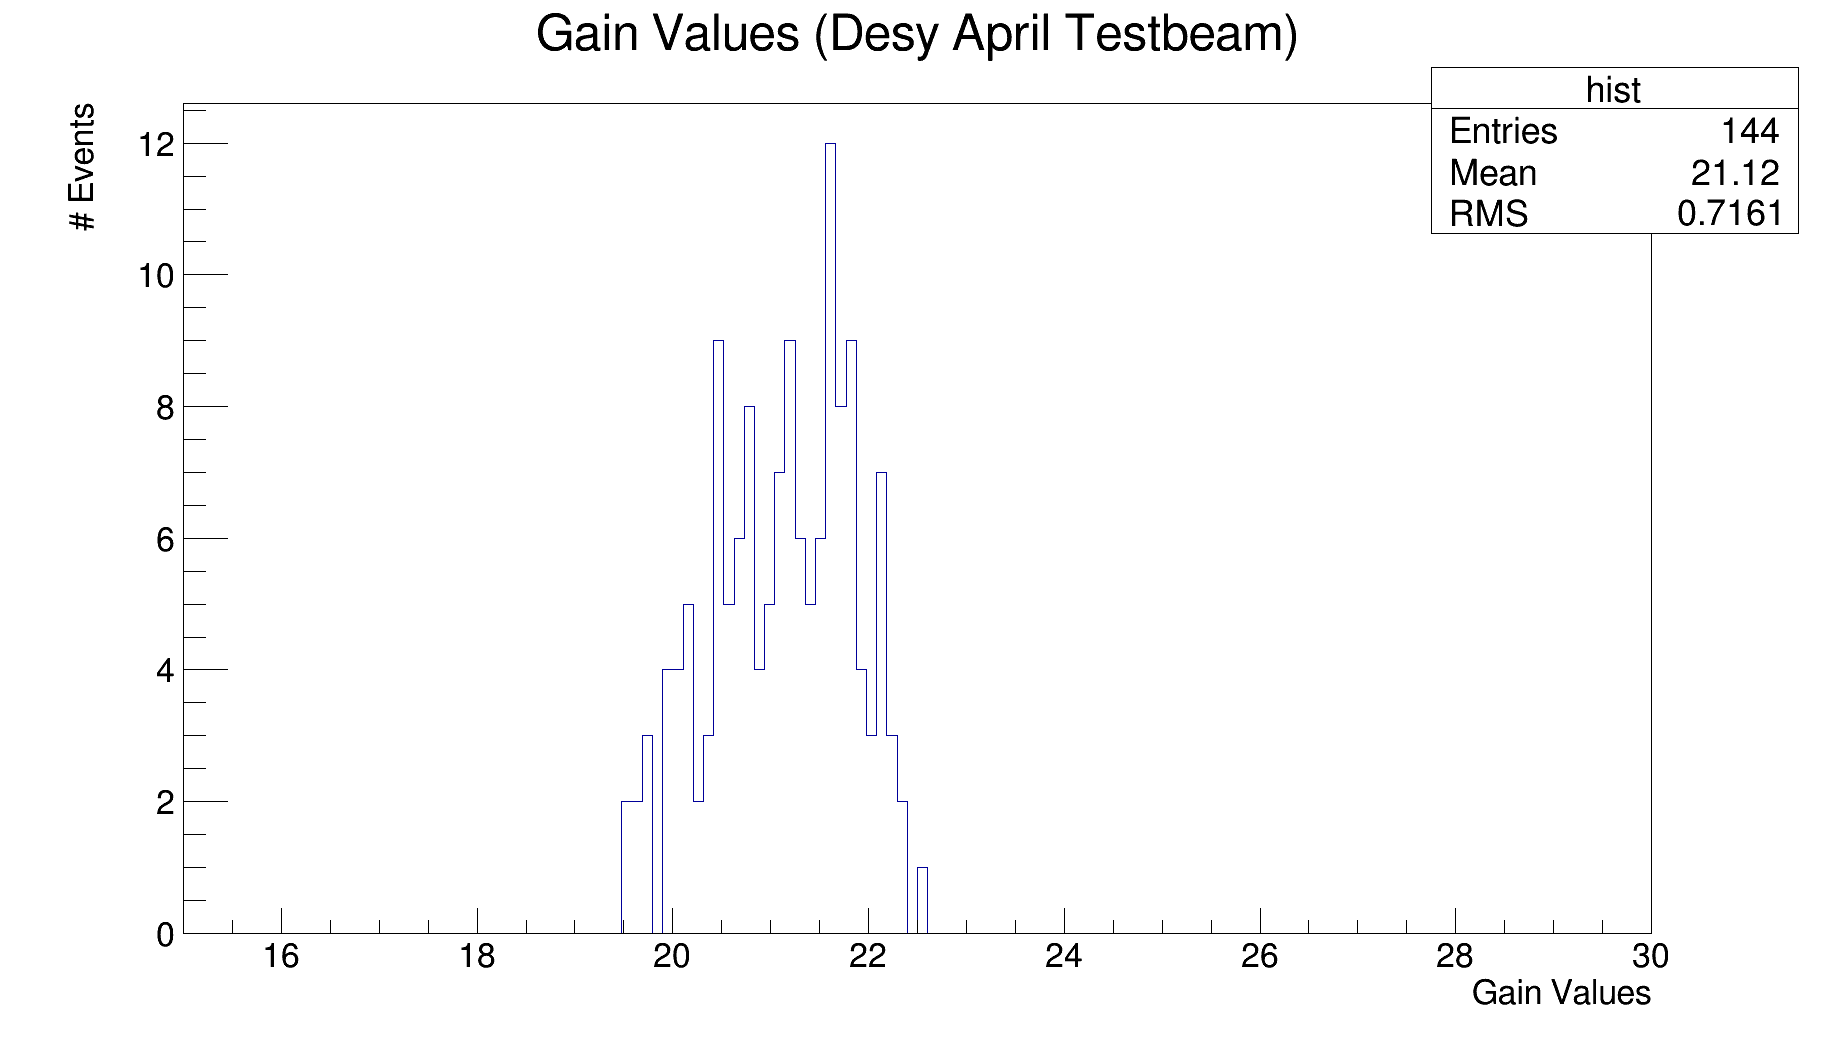 Gain Values (Desy April Testbeam)
hist
Entries 144
Mean 21.12
RMS 0.7161
# Events
12
10
8
6
4
2
0
16 18 20 22 24 26 28 30
Gain Values